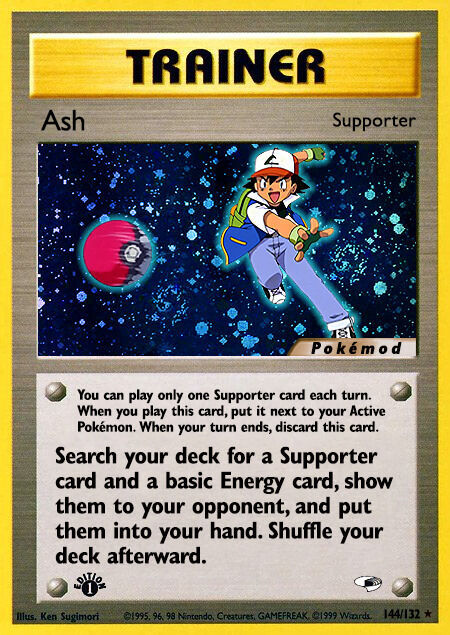 TRAINER
Ash
Supporter
Pokémod
You can play only one Supporter card each turn.
When you play this card, put it next to your Active
Pokémon. When your turn ends, discard this card.
Search your deck for a Supporter
card and a basic Energy card, show
them to your opponent, and put
them into your hand. Shuffle your
deck afterward.
EDITION
1
144/132 ★
Illus. Ken Sugimori
©1995, 96, 98 Nintendo, Creatures, GAMEFREAK. ©1999 Wizards.